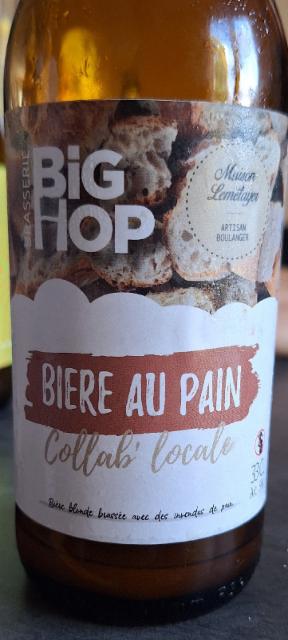 BRASSERIE
BiG
HOP
Maison
Lemétayer
ARTISAN
BOULANGER
BIERE AU PAIN
Collab' locale
Bière blonde brassée avec des invendus de pain
33C